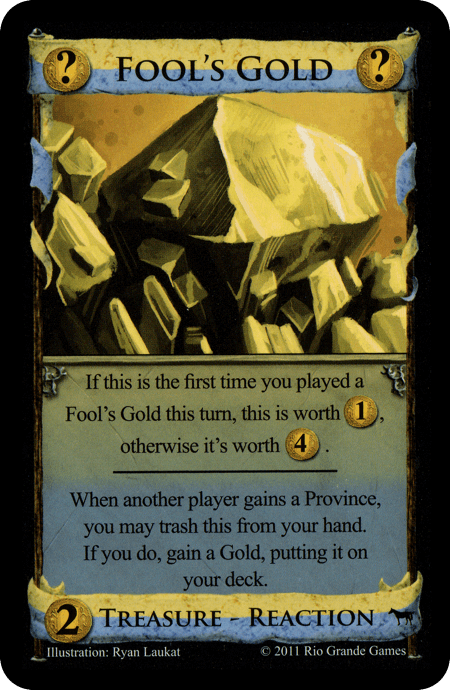 ? FOOL'S GOLD ?
If this is the first time you played a
Fool's Gold this turn, this is worth 1,
otherwise it's worth 4.
When another player gains a Province,
you may trash this from your hand.
If you do, gain a Gold, putting it on
your deck.
2 TREASURE - REACTION
Illustration: Ryan Laukat © 2011 Rio Grande Games